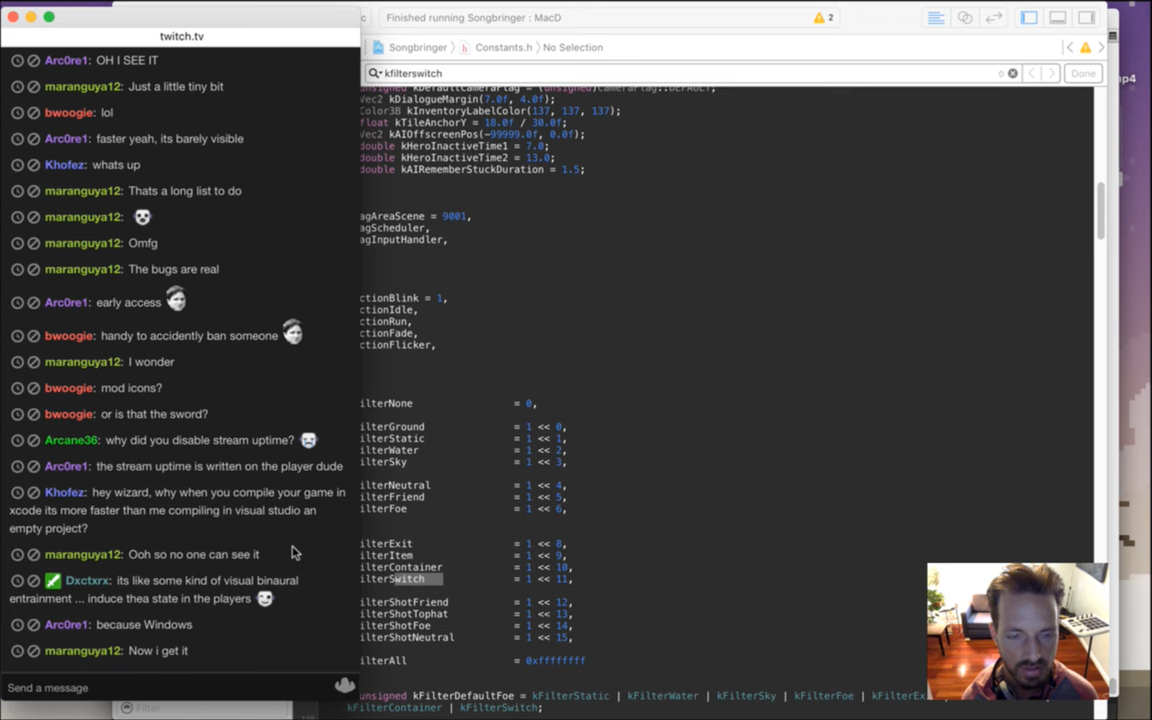 Finished running Songbringer : MacD
2
twitch.tv
Songbringer
Constants.h
No Selection
mp4
Arc0re1: OH I SEE IT
kfilterswitch
0
Done
maranguya12: Just a little tiny bit
bwoogie: lol
Arc0re1: faster yeah, its barely visible
Khofez: whats up
maranguya12: Thats a long list to do
maranguya12:
maranguya12: Omfg
maranguya12: The bugs are real
Arc0re1: early access
bwoogie: handy to accidently ban someone
maranguya12: I wonder
bwoogie: mod icons?
bwoogie: or is that the sword?
Arcane36: why did you disable stream uptime?
Arc0re1: the stream uptime is written on the player dude
Khofez: hey wizard, why when you compile your game in
xcode its more faster than me compiling in visual studio an
empty project?
maranguya12: Ooh so no one can see it
Dxctxrx: its like some kind of visual binaural
entrainment ... induce thea state in the players
Arc0re1: because Windows
maranguya12: Now i get it
Send a message
unsigned kDefaultCameraFlag = (unsigned)CameraFlag::DEFAULT;
Vec2 kDialogueMargin(7.0f, 4.0f);
Color3B kInventoryLabelColor(137, 137, 137);
float kTileAnchorY = 18.0f / 30.0f;
Vec2 kAIOffscreenPos(-99999.0f, 0.0f);
double kHeroInactiveTime1 = 7.0;
double kHeroInactiveTime2 = 13.0;
double kAIRememberStuckDuration = 1.5;
agAreaScene = 9001,
agScheduler,
agInputHandler,
ctionBlink = 1,
ctionIdle,
ctionRun,
ctionFade,
ctionFlicker,
ilterNone = 0,
ilterGround = 1 << 0,
ilterStatic = 1 << 1,
ilterWater = 1 << 2,
ilterSky = 1 << 3,
ilterNeutral = 1 << 4,
ilterFriend = 1 << 5,
ilterFoe = 1 << 6,
ilterExit = 1 << 8,
ilterItem = 1 << 9,
ilterContainer = 1 << 10,
ilterSwitch = 1 << 11,
ilterShotFriend = 1 << 12,
ilterShotTophat = 1 << 13,
ilterShotFoe = 1 << 14,
ilterShotNeutral = 1 << 15,
ilterAll = 0xffffffff
unsigned kFilterDefaultFoe = kFilterStatic | kFilterWater | kFilterSky | kFilterFoe | kFilterEx
kFilterContainer | kFilterSwitch;
Filter